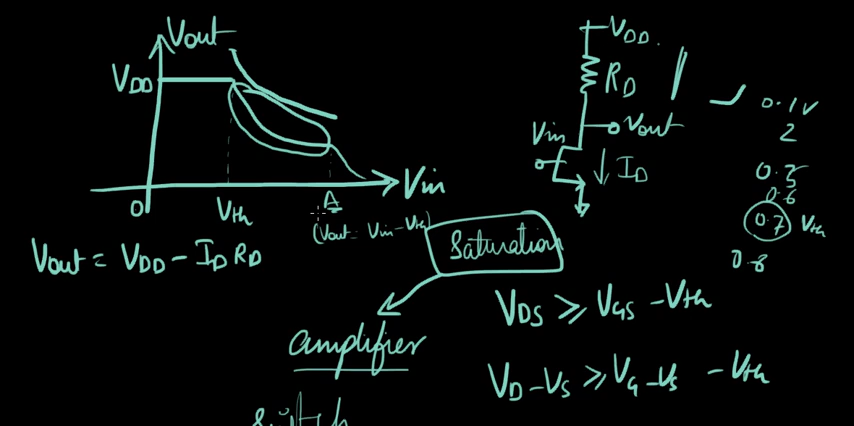 Vout
VDD
0
Vth
A
Vin
(Vout = Vin - Vth)
Vout = VDD - ID RD
VDD.
RD
Vin
Vout
↓ ID
0.1V
2
0.5
0.6
0.7 Vth
0.8
Saturation
amplifier
switch
VDS ≥ VGS - Vth
VD - VS ≥ VG - VS - Vth